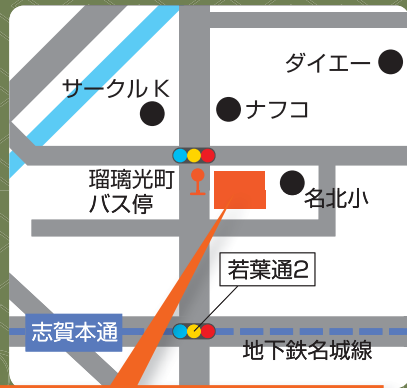 ダイエー
サークルK
ナフコ
瑠璃光町
バス停
名北小
若葉通2
志賀本通
地下鉄名城線